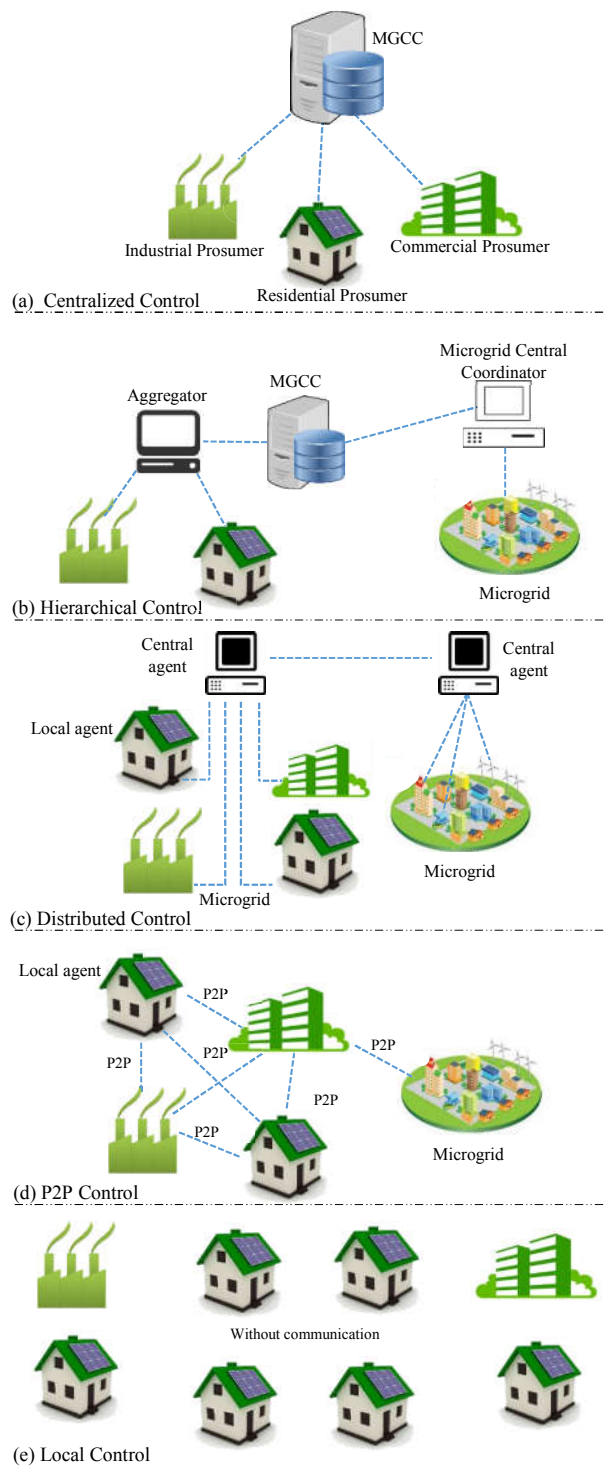 MGCC
Industrial Prosumer
Commercial Prosumer
Residential Prosumer
(a) Centralized Control
Microgrid Central
Coordinator
MGCC
Aggregator
Microgrid
(b) Hierarchical Control
Central
agent
Central
agent
Local agent
Microgrid
Microgrid
(c) Distributed Control
Local agent
P2P
P2P
P2P
P2P
P2P
P2P
Microgrid
(d) P2P Control
Without communication
(e) Local Control